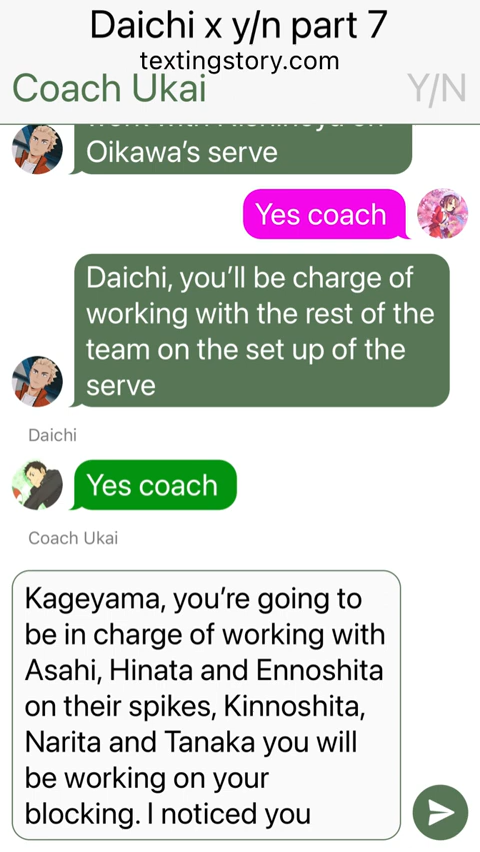 Daichi x y/n part 7
textingstory.com
Coach Ukai
Y/N
Oikawa's serve
Yes coach
Daichi, you'll be charge of
working with the rest of the
team on the set up of the
serve
Daichi
Yes coach
Coach Ukai
Kageyama, you're going to
be in charge of working with
Asahi, Hinata and Ennoshita
on their spikes, Kinnoshita,
Narita and Tanaka you will
be working on your
blocking. I noticed you